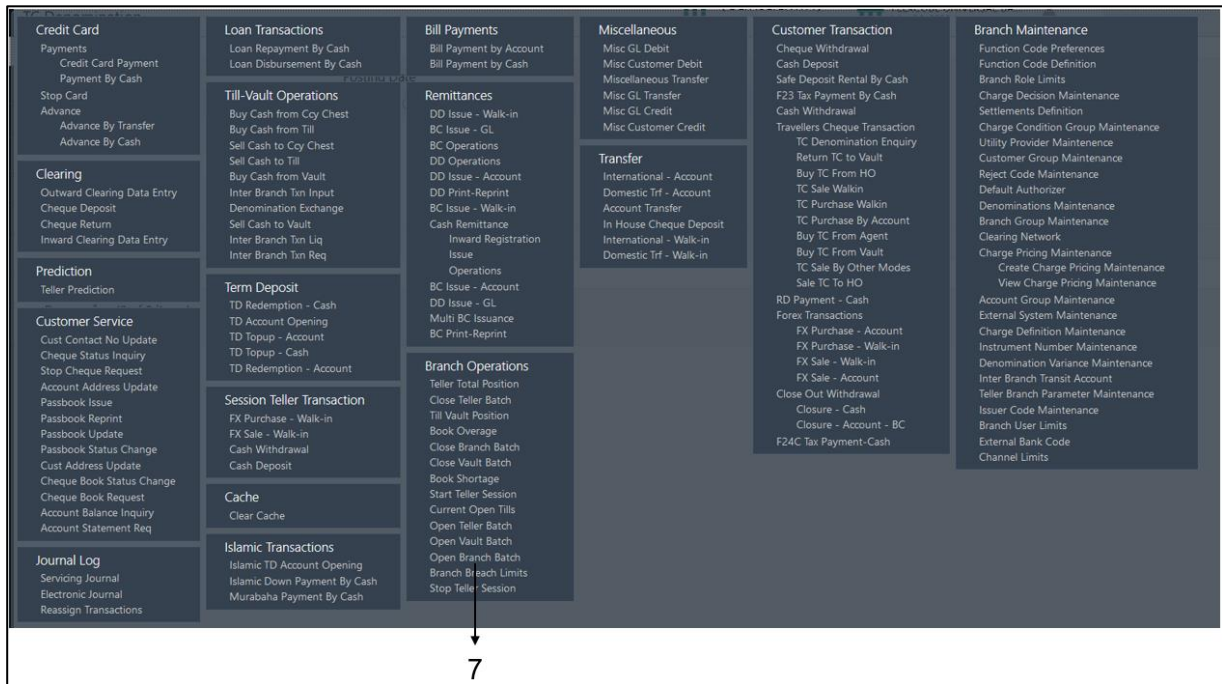 Credit Card
Payments
Credit Card Payment
Payment By Cash
Stop Card
Advance
Advance By Transfer
Advance By Cash
Clearing
Outward Clearing Data Entry
Cheque Deposit
Cheque Return
Inward Clearing Data Entry
Prediction
Teller Prediction
Customer Service
Cust Contact No Update
Cheque Status Inquiry
Stop Cheque Request
Account Address Update
Passbook Issue
Passbook Reprint
Passbook Update
Passbook Status Change
Cust Address Update
Cheque Book Status Change
Cheque Book Request
Account Balance Inquiry
Account Statement Req
Journal Log
Servicing Journal
Electronic Journal
Reassign Transactions
Loan Transactions
Loan Repayment By Cash
Loan Disbursement By Cash
Till-Vault Operations
Buy Cash from Ccy Chest
Buy Cash from Till
Sell Cash to Ccy Chest
Sell Cash to Till
Buy Cash from Vault
Inter Branch Txn Input
Denomination Exchange
Sell Cash to Vault
Inter Branch Txn Liq
Inter Branch Txn Req
Term Deposit
TD Redemption - Cash
TD Account Opening
TD Topup - Account
TD Topup - Cash
TD Redemption - Account
Session Teller Transaction
FX Purchase - Walk-in
FX Sale - Walk-in
Cash Withdrawal
Cash Deposit
Cache
Clear Cache
Islamic Transactions
Islamic TD Account Opening
Islamic Down Payment By Cash
Murabaha Payment By Cash
Bill Payments
Bill Payment by Account
Bill Payment by Cash
Remittances
DD Issue - Walk-in
BC Issue - GL
BC Operations
DD Operations
DD Issue - Account
DD Print-Reprint
BC Issue - Walk-in
Cash Remittance
Inward Registration
Issue
Operations
BC Issue - Account
DD Issue - GL
Multi BC Issuance
BC Print-Reprint
Branch Operations
Teller Total Position
Close Teller Batch
Till Vault Position
Book Overage
Close Branch Batch
Close Vault Batch
Book Shortage
Start Teller Session
Current Open Tills
Open Teller Batch
Open Vault Batch
Open Branch Batch
Branch Breach Limits
Stop Teller Session
Miscellaneous
Misc GL Debit
Misc Customer Debit
Miscellaneous Transfer
Misc GL Transfer
Misc GL Credit
Misc Customer Credit
Transfer
International - Account
Domestic Trf - Account
Account Transfer
In House Cheque Deposit
International - Walk-in
Domestic Trf - Walk-in
Customer Transaction
Cheque Withdrawal
Cash Deposit
Safe Deposit Rental By Cash
F23 Tax Payment By Cash
Cash Withdrawal
Travellers Cheque Transaction
TC Denomination Enquiry
Return TC to Vault
Buy TC From HO
TC Sale Walkin
TC Purchase Walkin
TC Purchase By Account
Buy TC From Agent
Buy TC From Vault
TC Sale By Other Modes
Sale TC To HO
RD Payment - Cash
Forex Transactions
FX Purchase - Account
FX Purchase - Walk-in
FX Sale - Walk-in
FX Sale - Account
Close Out Withdrawal
Closure - Cash
Closure - Account - BC
F24C Tax Payment-Cash
Branch Maintenance
Function Code Preferences
Function Code Definition
Branch Role Limits
Charge Decision Maintenance
Settlements Definition
Charge Condition Group Maintenance
Utility Provider Maintenence
Customer Group Maintenance
Reject Code Maintenance
Default Authorizer
Denominations Maintenance
Branch Group Maintenance
Clearing Network
Charge Pricing Maintenance
Create Charge Pricing Maintenance
View Charge Pricing Maintenance
Account Group Maintenance
External System Maintenance
Charge Definition Maintenance
Instrument Number Maintenance
Denomination Variance Maintenance
Inter Branch Transit Account
Teller Branch Parameter Maintenance
Issuer Code Maintenance
Branch User Limits
External Bank Code
Channel Limits
7